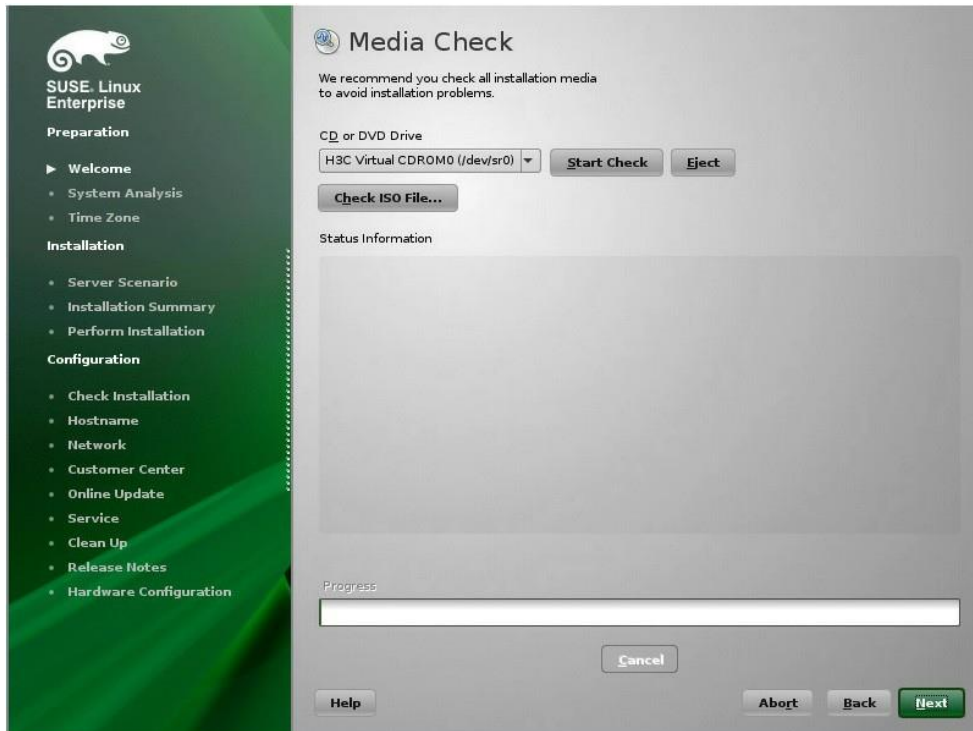 SUSE. Linux
Enterprise
Preparation
Welcome
System Analysis
Time Zone
Installation
Server Scenario
Installation Summary
Perform Installation
Configuration
Check Installation
Hostname
Network
Customer Center
Online Update
Service
Clean Up
Release Notes
Hardware Configuration
Media Check
We recommend you check all installation media
to avoid installation problems.
CD or DVD Drive
H3C Virtual CDROM0 (/dev/sr0)
Start Check
Eject
Check ISO File...
Status Information
Progress
Cancel
Help
Abort
Back
Next